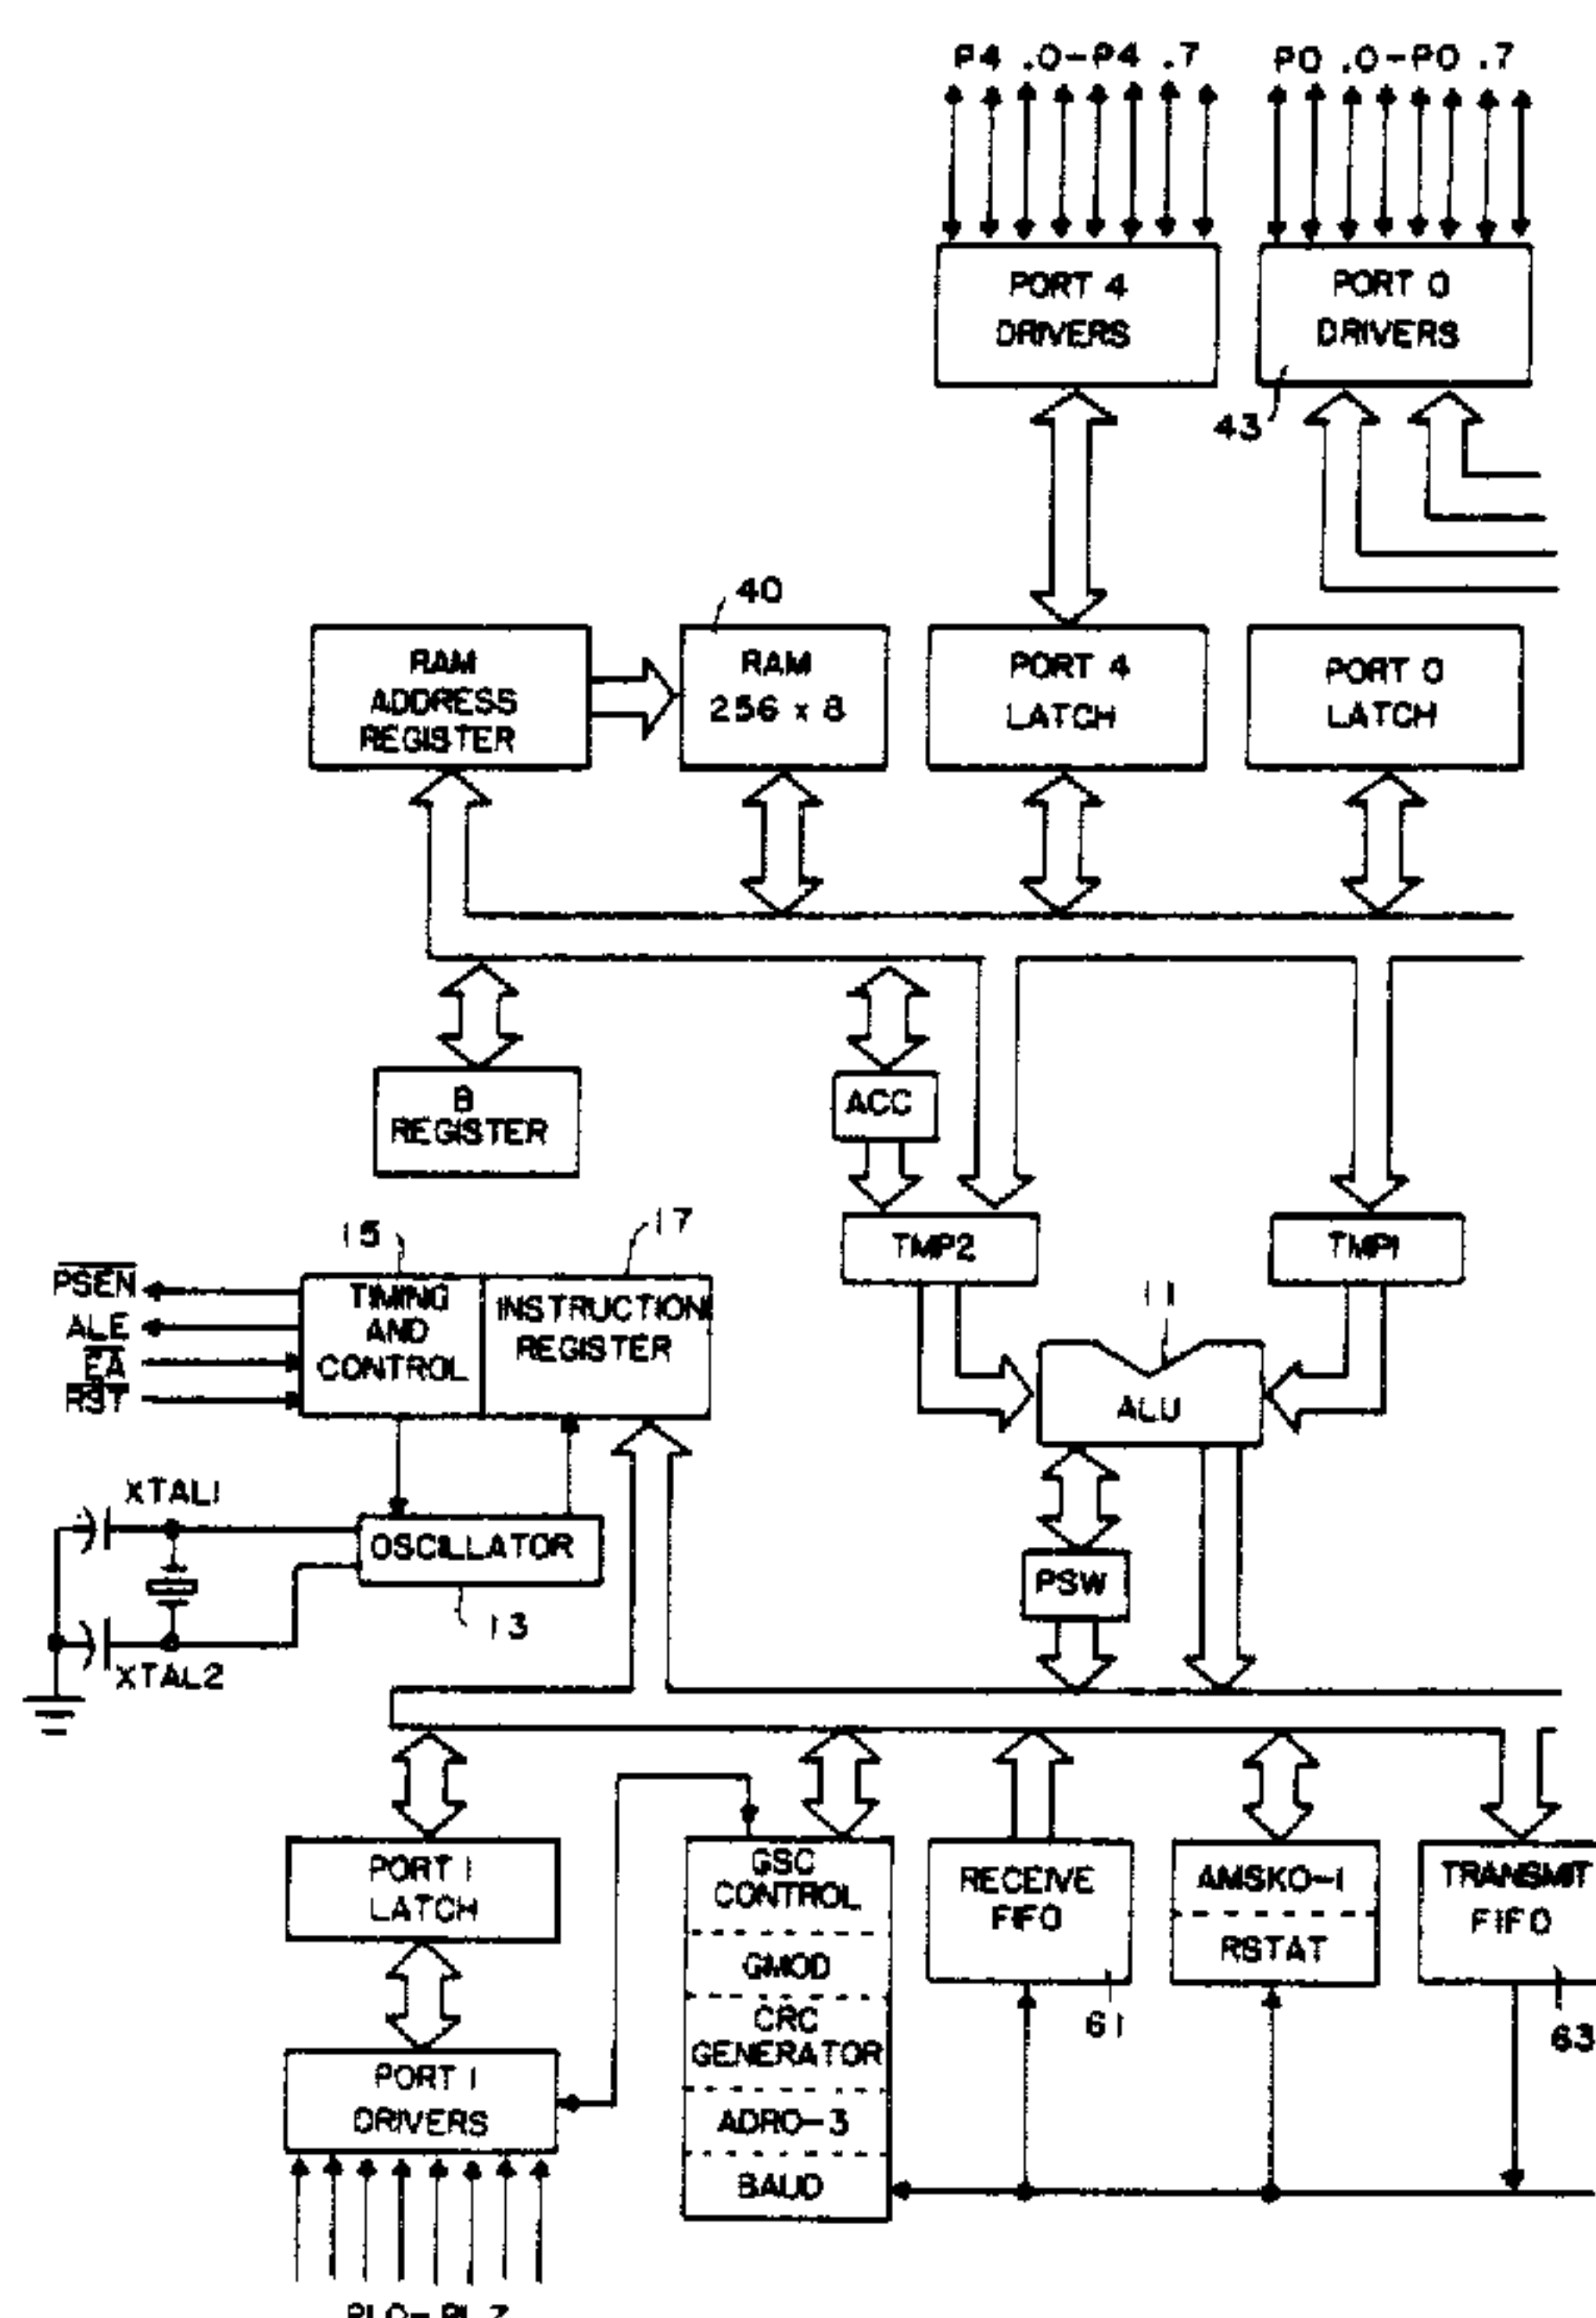 P4 .0-P4 .7
P0 .0-P0 .7
PORT 4
DRIVERS
PORT 0
DRIVERS
43
40
RAM
ADDRESS
REGISTER
RAM
256 x 8
PORT 4
LATCH
PORT 0
LATCH
B
REGISTER
ACC
TMP2
TMP1
15
17
PSEN
ALE
EA
RST
TIMING
AND
CONTROL
INSTRUCTION
REGISTER
11
ALU
XTAL1
OSCILLATOR
13
XTAL2
PSW
PORT 1
LATCH
GSC
CONTROL
GMOD
CRC
GENERATOR
ADR0-3
BAUD
RECEIVE
FIFO
61
AMSK0-1
RSTAT
TRANSMIT
FIFO
63
PORT 1
DRIVERS